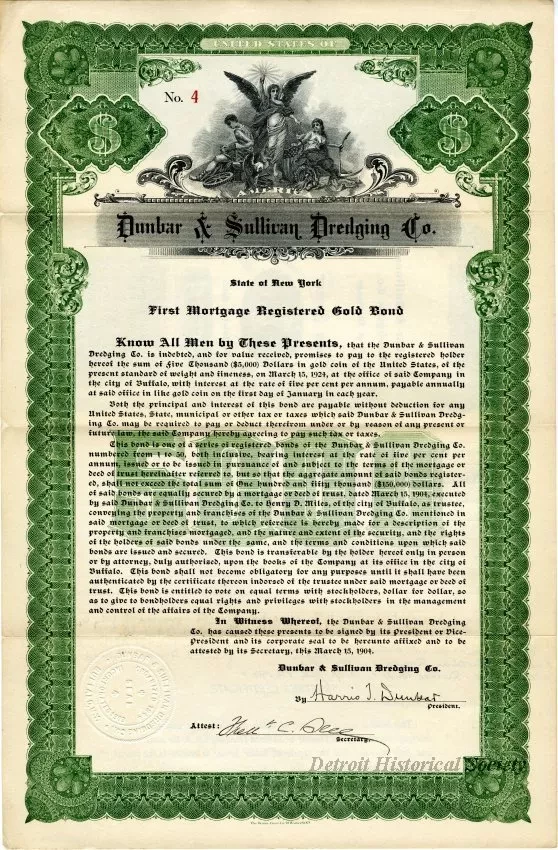 UNITED STATES OF
No. 4
AMERICA
Dunbar & Sullivan Dredging Co.
State of New York
First Mortgage Registered Gold Bond
Know All Men by These Presents, that the Dunbar & Sullivan
Dredging Co. is indebted, and for value received, promises to pay to the registered holder
hereof the sum of Five Thousand ($5,000) Dollars in gold coin of the United States, of the
present standard of weight and fineness, on March 15, 1924, at the office of said Company in
the city of Buffalo, with interest at the rate of five per cent per annum, payable annually
at said office in like gold coin on the first day of January in each year.
Both the principal and interest of this bond are payable without deduction for any
United States, State, municipal or other tax or taxes which said Dunbar & Sullivan Dredg-
ing Co. may be required to pay or deduct therefrom under or by reason of any present or
future law, the said Company hereby agreeing to pay such tax or taxes.
This bond is one of a series of registered bonds of the Dunbar & Sullivan Dredging Co.
numbered from 1 to 50, both inclusive, bearing interest at the rate of five per cent per
annum, issued or to be issued in pursuance of and subject to the terms of the mortgage or
deed of trust hereinafter referred to, but so that the aggregate amount of said bonds register-
ed, shall not exceed the total sum of One hundred and fifty thousand ($150,000) dollars. All
of said bonds are equally secured by a mortgage or deed of trust, dated March 15, 1904, executed
by said Dunbar & Sullivan Dredging Co. to Henry D. Miles, of the city of Buffalo, as trustee,
conveying the property and franchises of the Dunbar & Sullivan Dredging Co. mentioned in
said mortgage or deed of trust, to which reference is hereby made for a description of the
property and franchises mortgaged, and the nature and extent of the security, and the rights
of the holders of said bonds under the same, and the terms and conditions upon which said
bonds are issued and secured. This bond is transferable by the holder hereof only in person
or by attorney, duly authorized, upon the books of the Company at its office in the city of
Buffalo. This bond shall not become obligatory for any purposes until it shall have been
authenticated by the certificate thereon indorsed of the trustee under said mortgage or deed of
trust. This bond is entitled to vote on equal terms with stockholders, dollar for dollar, so
as to give to bondholders equal rights and privileges with stockholders in the management
and control of the affairs of the Company.
In Witness Whereof, the Dunbar & Sullivan Dredging
Co. has caused these presents to be signed by its President or Vice-
President and its corporate seal to be hereunto affixed and to be
attested by its Secretary, this March 15, 1904.
Dunbar & Sullivan Dredging Co.
By Harris T. Dunbar
President.
Attest:
Secretary.
Detroit Historical Society